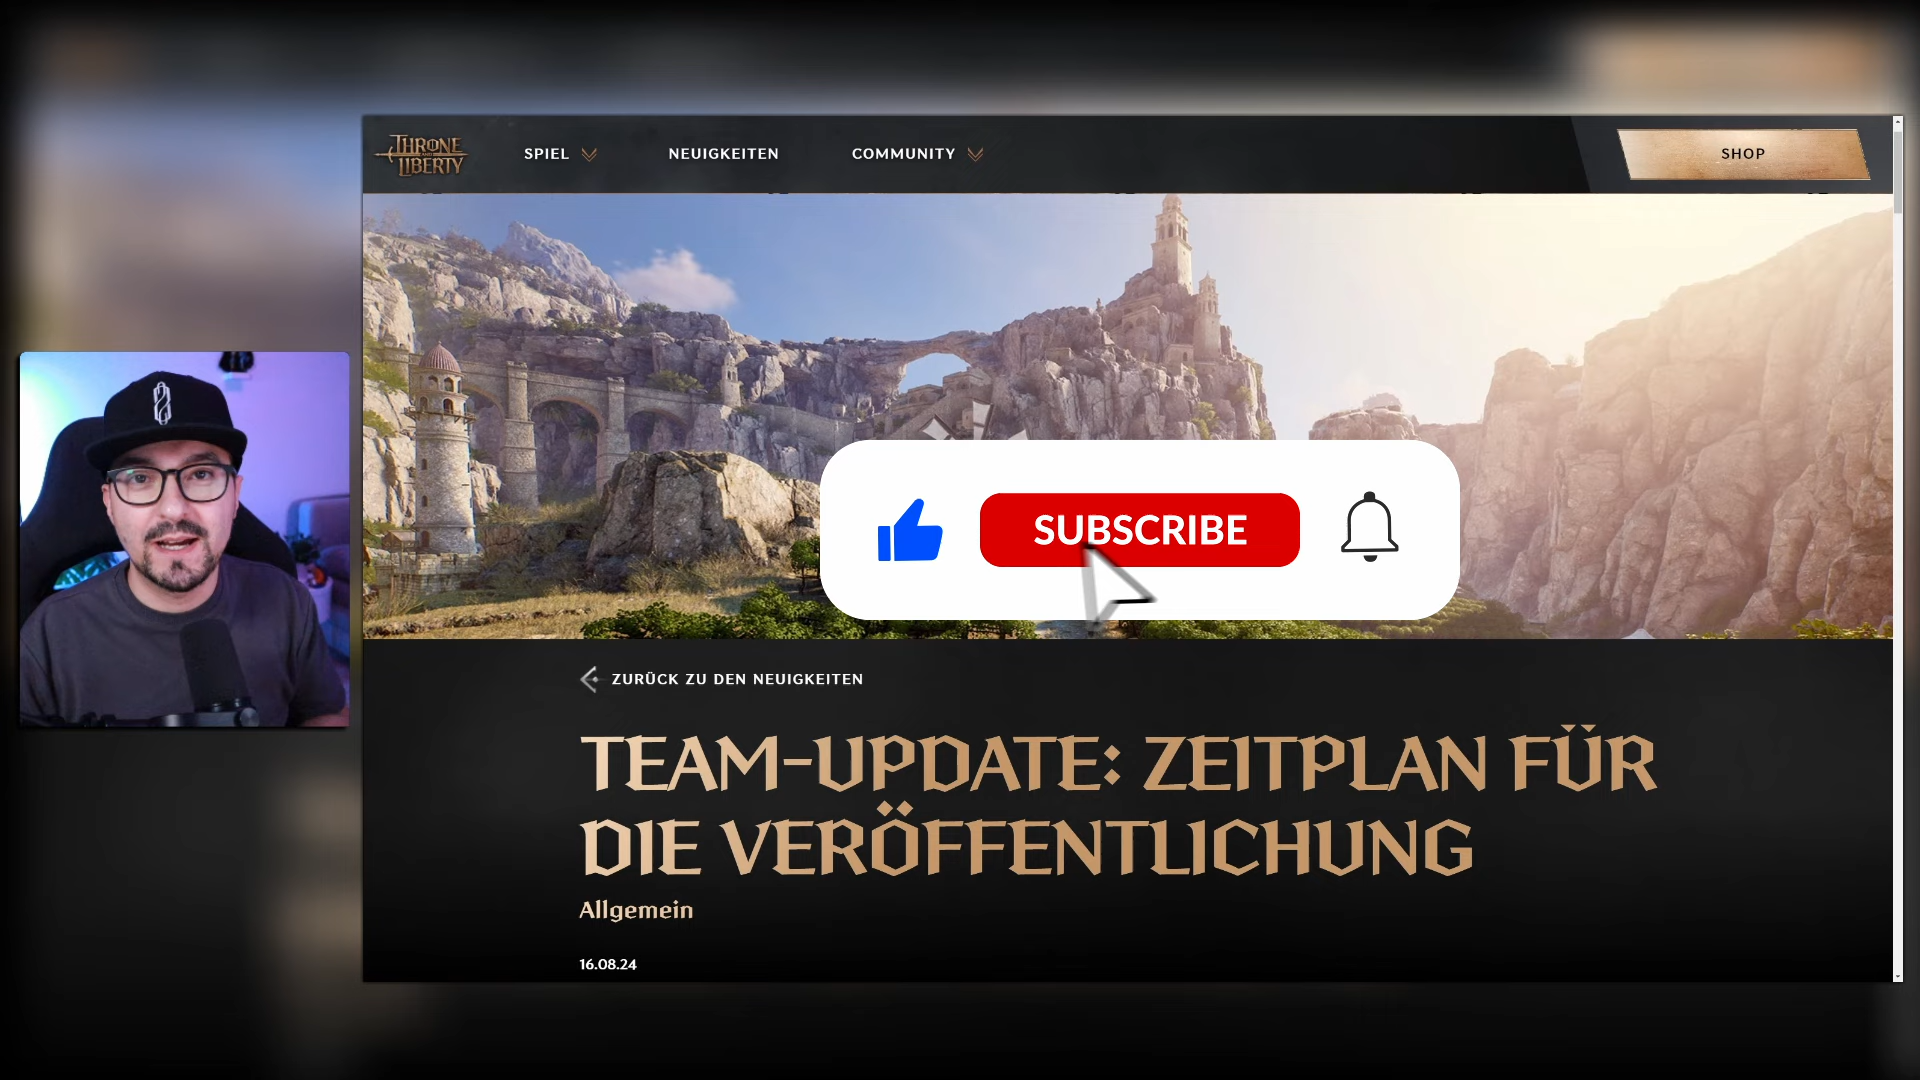 THRONE AND LIBERTY
SPIEL
NEUIGKEITEN
COMMUNITY
SHOP
SUBSCRIBE
ZURÜCK ZU DEN NEUIGKEITEN
TEAM-UPDATE: ZEITPLAN FÜR
DIE VERÖFFENTLICHUNG
Allgemein
16.08.24